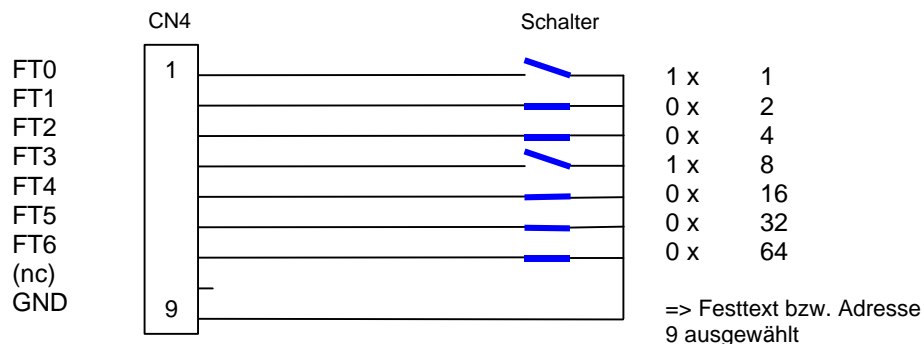 CN4 Schalter
FT0 1 1 x 1
FT1 0 x 2
FT2 0 x 4
FT3 1 x 8
FT4 0 x 16
FT5 0 x 32
FT6 0 x 64
(nc)
GND 9 => Festtext bzw. Adresse
9 ausgewählt